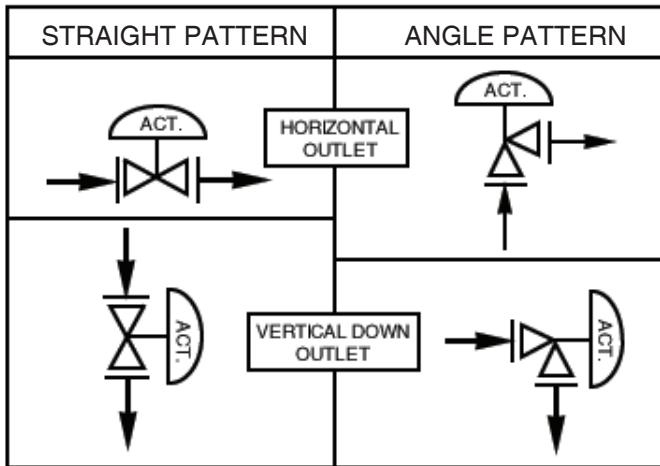 STRAIGHT PATTERN
ANGLE PATTERN
ACT.
HORIZONTAL
OUTLET
ACT.
ACT.
VERTICAL DOWN
OUTLET
ACT.